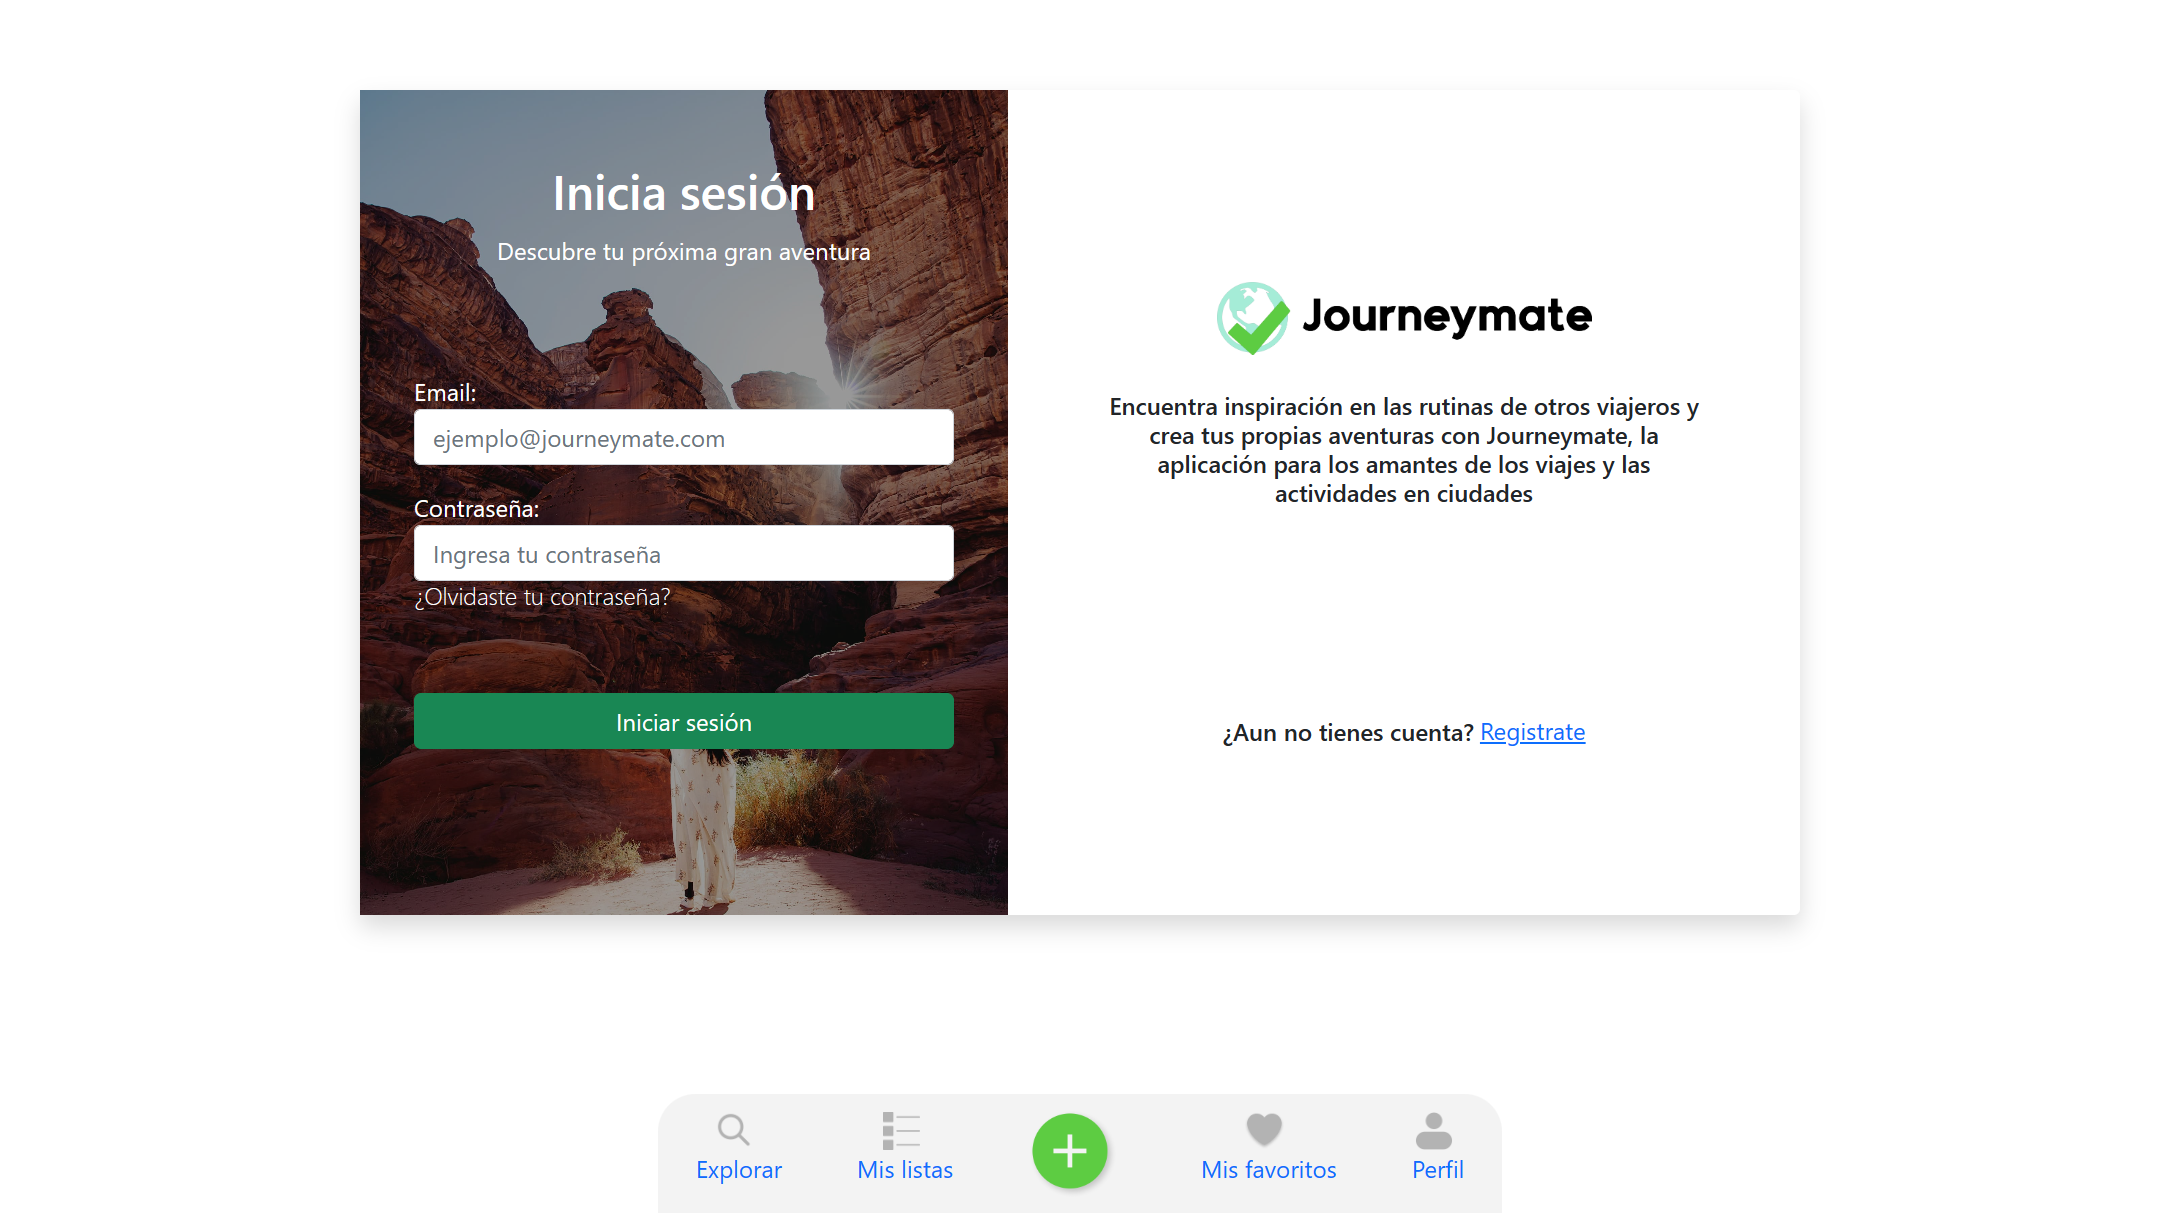 Inicia sesión
Descubre tu próxima gran aventura
Email:
ejemplo@journeymate.com
Contraseña:
Ingresa tu contraseña
¿Olvidaste tu contraseña?
Iniciar sesión
Journeymate
Encuentra inspiración en las rutinas de otros viajeros y
crea tus propias aventuras con Journeymate, la
aplicación para los amantes de los viajes y las
actividades en ciudades
¿Aun no tienes cuenta? Registrate
Explorar
Mis listas
Mis favoritos
Perfil